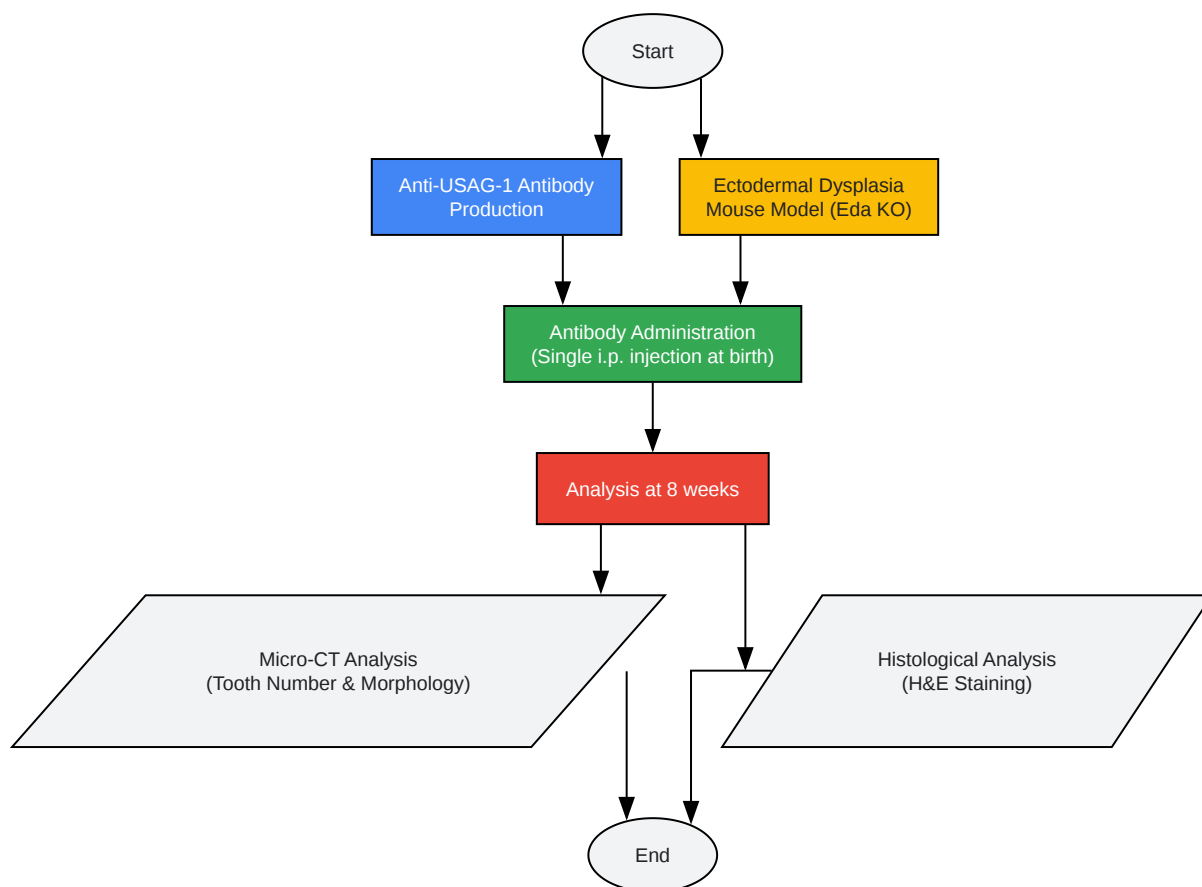 Start
Anti-USAG-1 Antibody
Production
Ectodermal Dysplasia
Mouse Model (Eda KO)
Antibody Administration
(Single i.p. injection at birth)
Analysis at 8 weeks
Micro-CT Analysis
(Tooth Number & Morphology)
Histological Analysis
(H&E Staining)
End